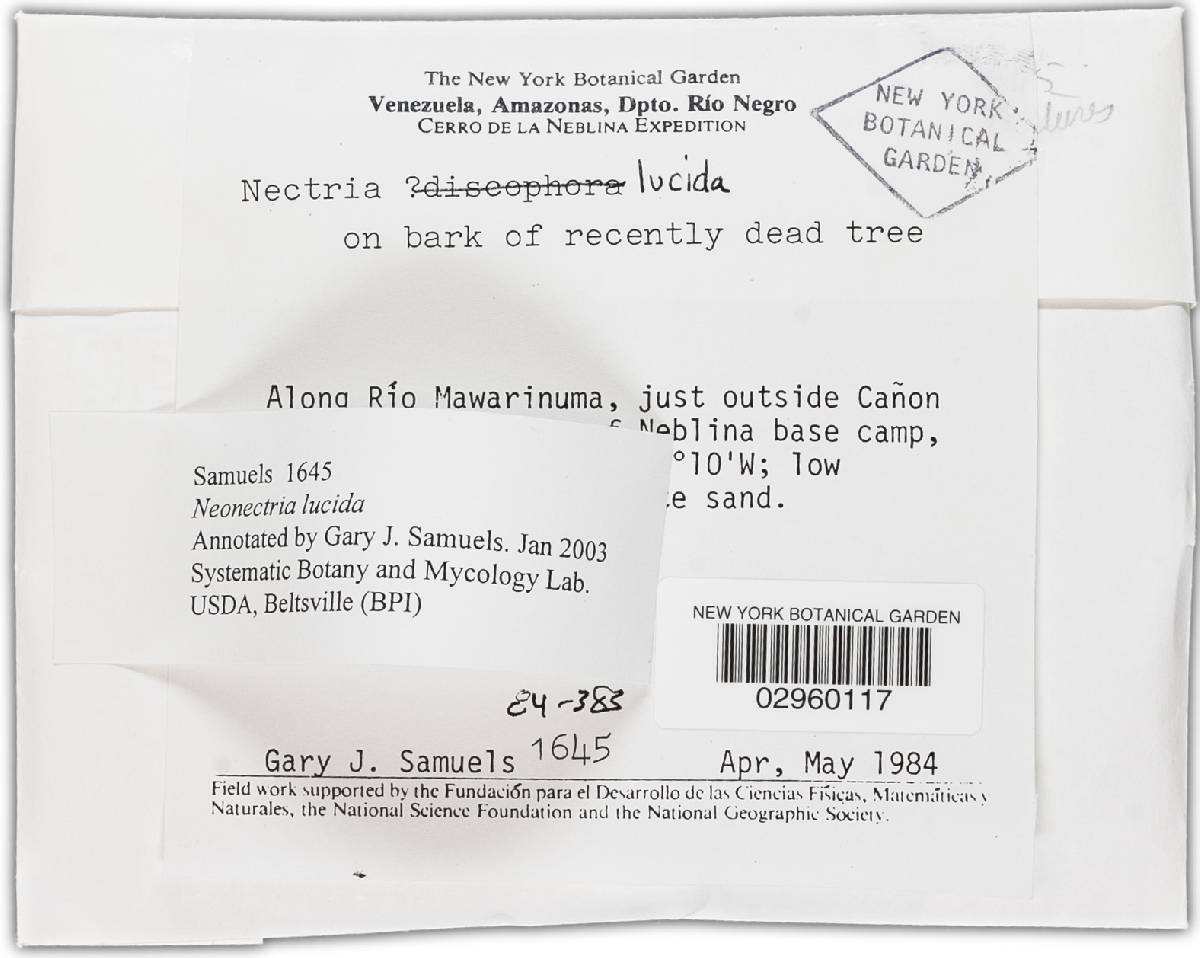 The New York Botanical Garden
Venezuela, Amazonas, Dpto. Río Negro
CERRO DE LA NEBLINA EXPEDITION
NEW YORK
BOTANICAL
GARDEN
Nectria ?discophora lucida
on bark of recently dead tree
Along Río Mawarinuma, just outside Cañon
Neblina base camp,
°10'W; low
sand.
Samuels 1645
Neonectria lucida
Annotated by Gary J. Samuels. Jan 2003
Systematic Botany and Mycology Lab.
USDA, Beltsville (BPI)
NEW YORK BOTANICAL GARDEN
02960117
84-383
Gary J. Samuels 1645
Apr, May 1984
Field work supported by the Fundación para el Desarrollo de las Ciencias Físicas, Matemáticas y
Naturales, the National Science Foundation and the National Geographic Society.